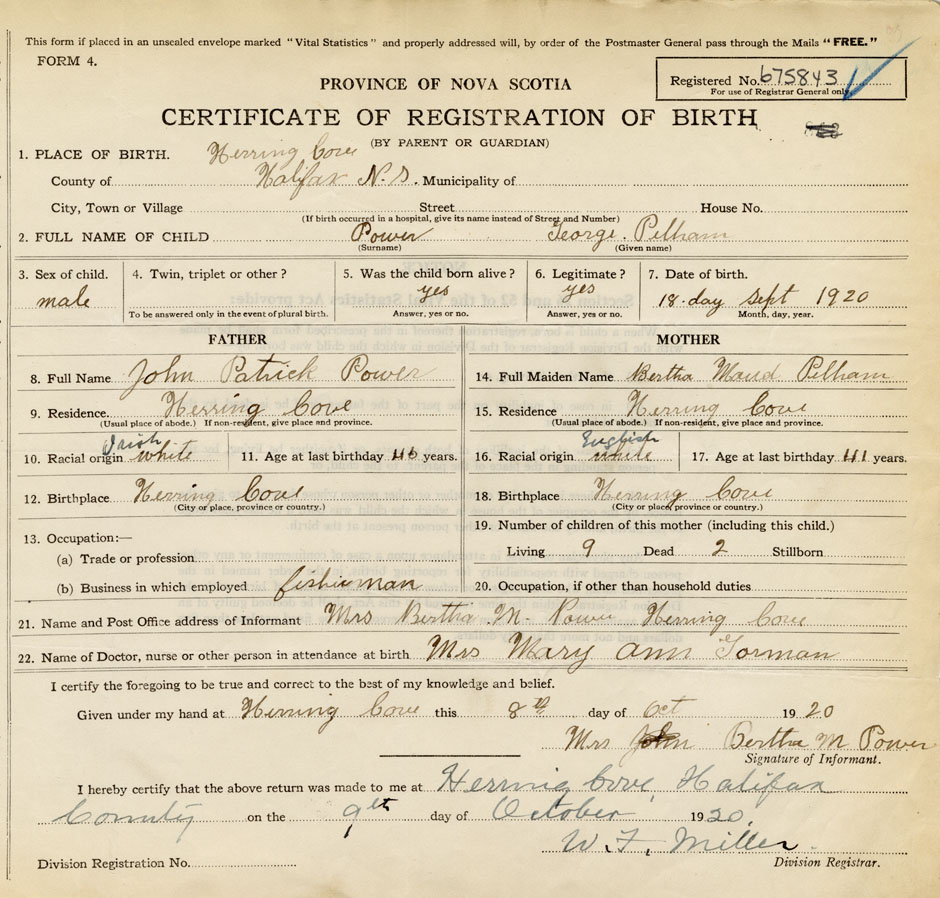 This form if placed in an unsealed envelope marked "Vital Statistics" and properly addressed will, by order of the Postmaster General pass through the Mails "FREE."
FORM 4.
Registered No. 675843
For use of Registrar General only.
PROVINCE OF NOVA SCOTIA
CERTIFICATE OF REGISTRATION OF BIRTH
(BY PARENT OR GUARDIAN)
1. PLACE OF BIRTH. Herring Cove
County of Halifax N.S. Municipality of
City, Town or Village Street House No.
(If birth occurred in a hospital, give its name instead of Street and Number)
2. FULL NAME OF CHILD Power George. Pelham
(Surname) (Given name)
3. Sex of child. 4. Twin, triplet or other? 5. Was the child born alive? 6. Legitimate? 7. Date of birth.
male yes yes 18 day Sept 1920
To be answered only in the event of plural birth. Answer, yes or no. Answer, yes or no. Month, day, year.
FATHER MOTHER
8. Full Name John Patrick Power 14. Full Maiden Name Bertha Maud Pelham
9. Residence. Herring Cove 15. Residence Herring Cove
(Usual place of abode.) If non-resident, give place and province. (Usual place of abode.) If non-resident, give place and province.
Irish English
10. Racial origin white 11. Age at last birthday 46 years. 16. Racial origin white 17. Age at last birthday 41 years.
12. Birthplace Herring Cove 18. Birthplace Herring Cove
(City or place, province or country.) (City or place, province or country.)
13. Occupation:— 19. Number of children of this mother (including this child.)
(a) Trade or profession Living 9 Dead 2 Stillborn
(b) Business in which employed fisherman 20. Occupation, if other than household duties
21. Name and Post Office address of Informant Mrs Bertha M. Power Herring Cove
22. Name of Doctor, nurse or other person in attendance at birth Mrs Mary Ann
I certify the foregoing to be true and correct to the best of my knowledge and belief.
Given under my hand at Herring Cove this 8th day of Oct 1920
Mrs John Bertha M Power
Signature of Informant.
I hereby certify that the above return was made to me at Herring Cove, Halifax
County on the 9th day of October 1920.
W. F. Miller.
Division Registration No. Division Registrar.